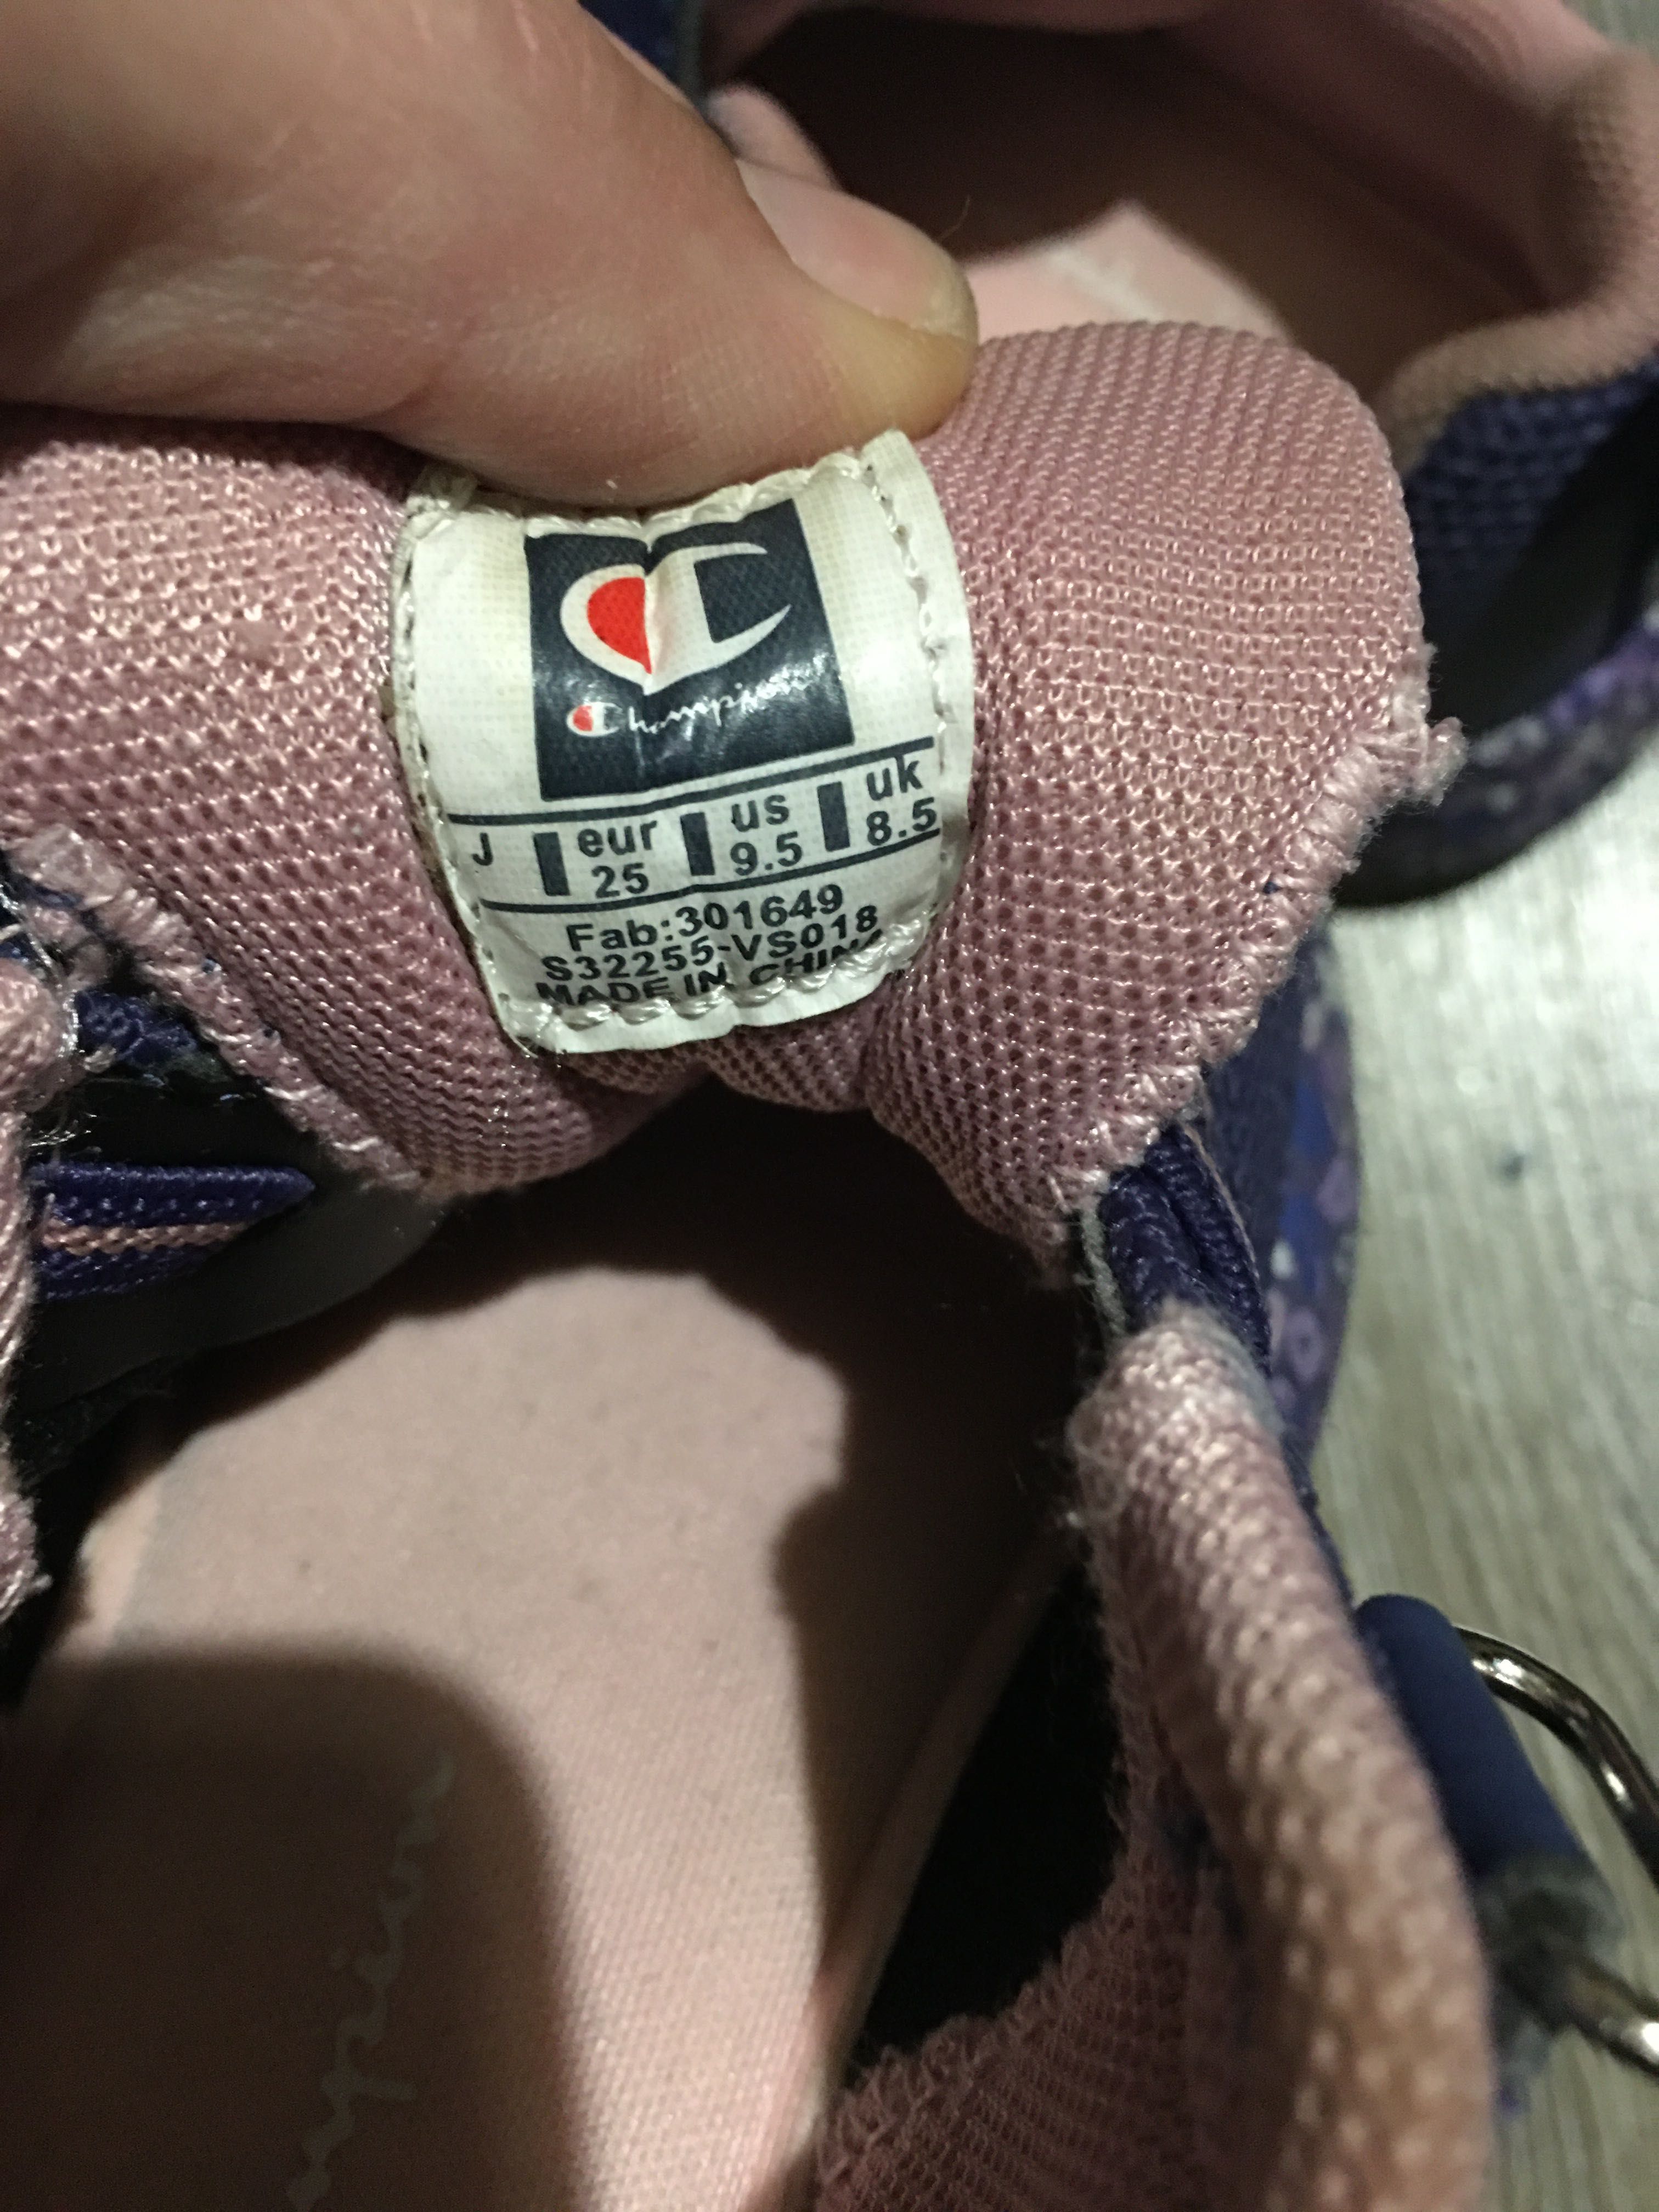 Champion
J eur us uk
25 9.5 8.5
Fab:301649
S32255-VS018
MADE IN CHINA